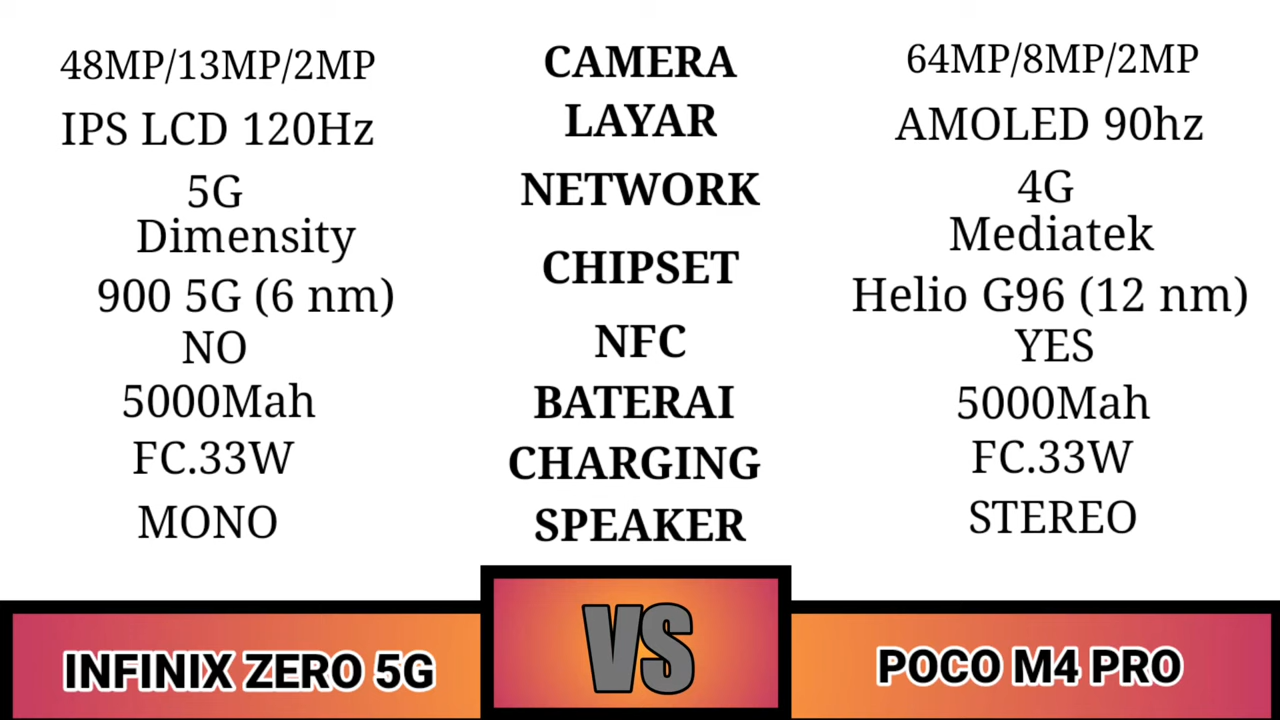 48MP/13MP/2MP CAMERA 64MP/8MP/2MP
IPS LCD 120Hz LAYAR AMOLED 90hz
5G NETWORK 4G
Dimensity
900 5G (6 nm) CHIPSET Mediatek
Helio G96 (12 nm)
NO NFC YES
5000Mah BATERAI 5000Mah
FC.33W CHARGING FC.33W
MONO SPEAKER STEREO
INFINIX ZERO 5G VS POCO M4 PRO